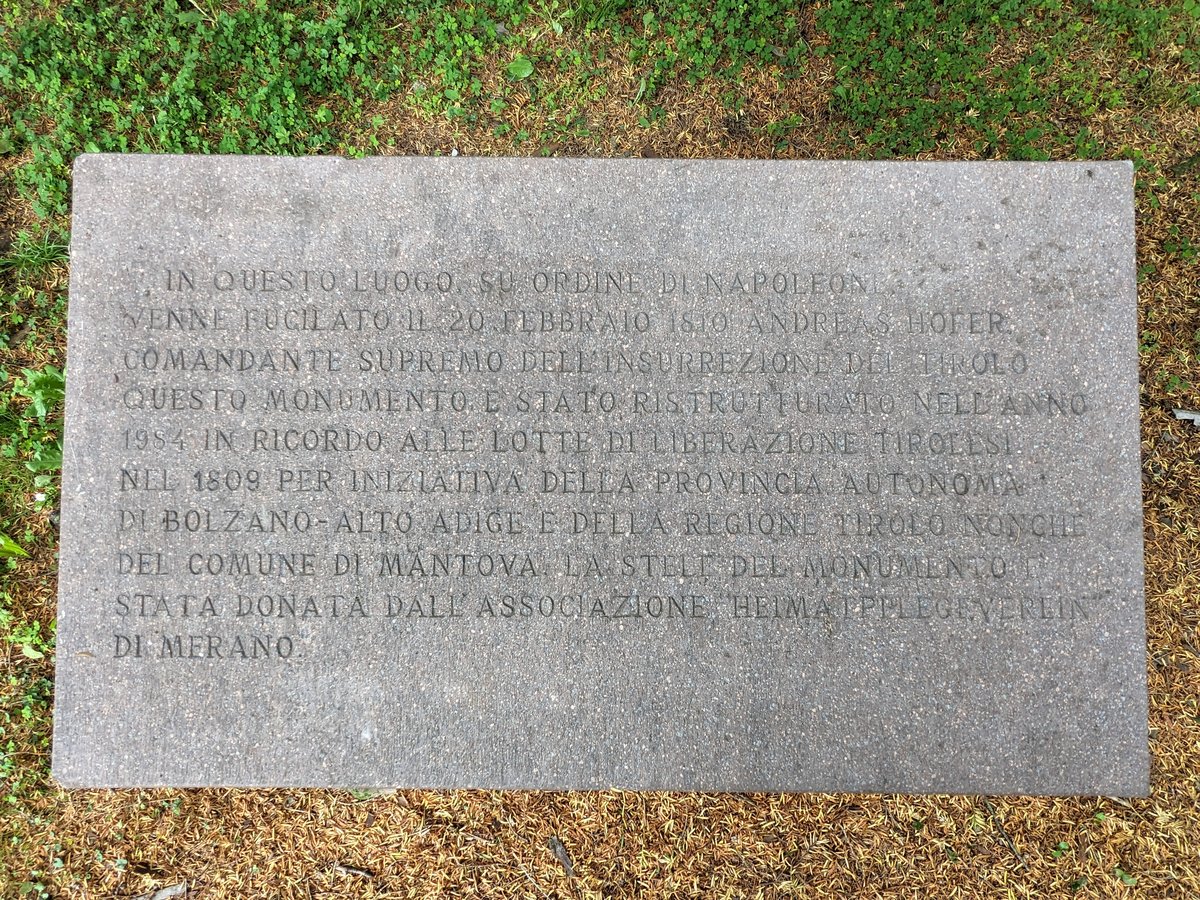 IN QUESTO LUOGO, SU ORDINE DI NAPOLEONE,
VENNE FUCILATO IL 20 FEBBRAIO 1810 ANDREAS HOFER,
COMANDANTE SUPREMO DELL'INSURREZIONE DEL TIROLO
QUESTO MONUMENTO E STATO RISTRUTTURATO NELL'ANNO
1984 IN RICORDO ALLE LOTTE DI LIBERAZIONE TIROLESI
NEL 1809 PER INIZIATIVA DELLA PROVINCIA AUTONOMA
DI BOLZANO-ALTO ADIGE E DELLA REGIONE TIROLO NONCHE
DEL COMUNE DI MANTOVA. LA STELE DEL MONUMENTO E
STATA DONATA DALL'ASSOCIAZIONE "HEIMATPFLEGEVEREIN"
DI MERANO.